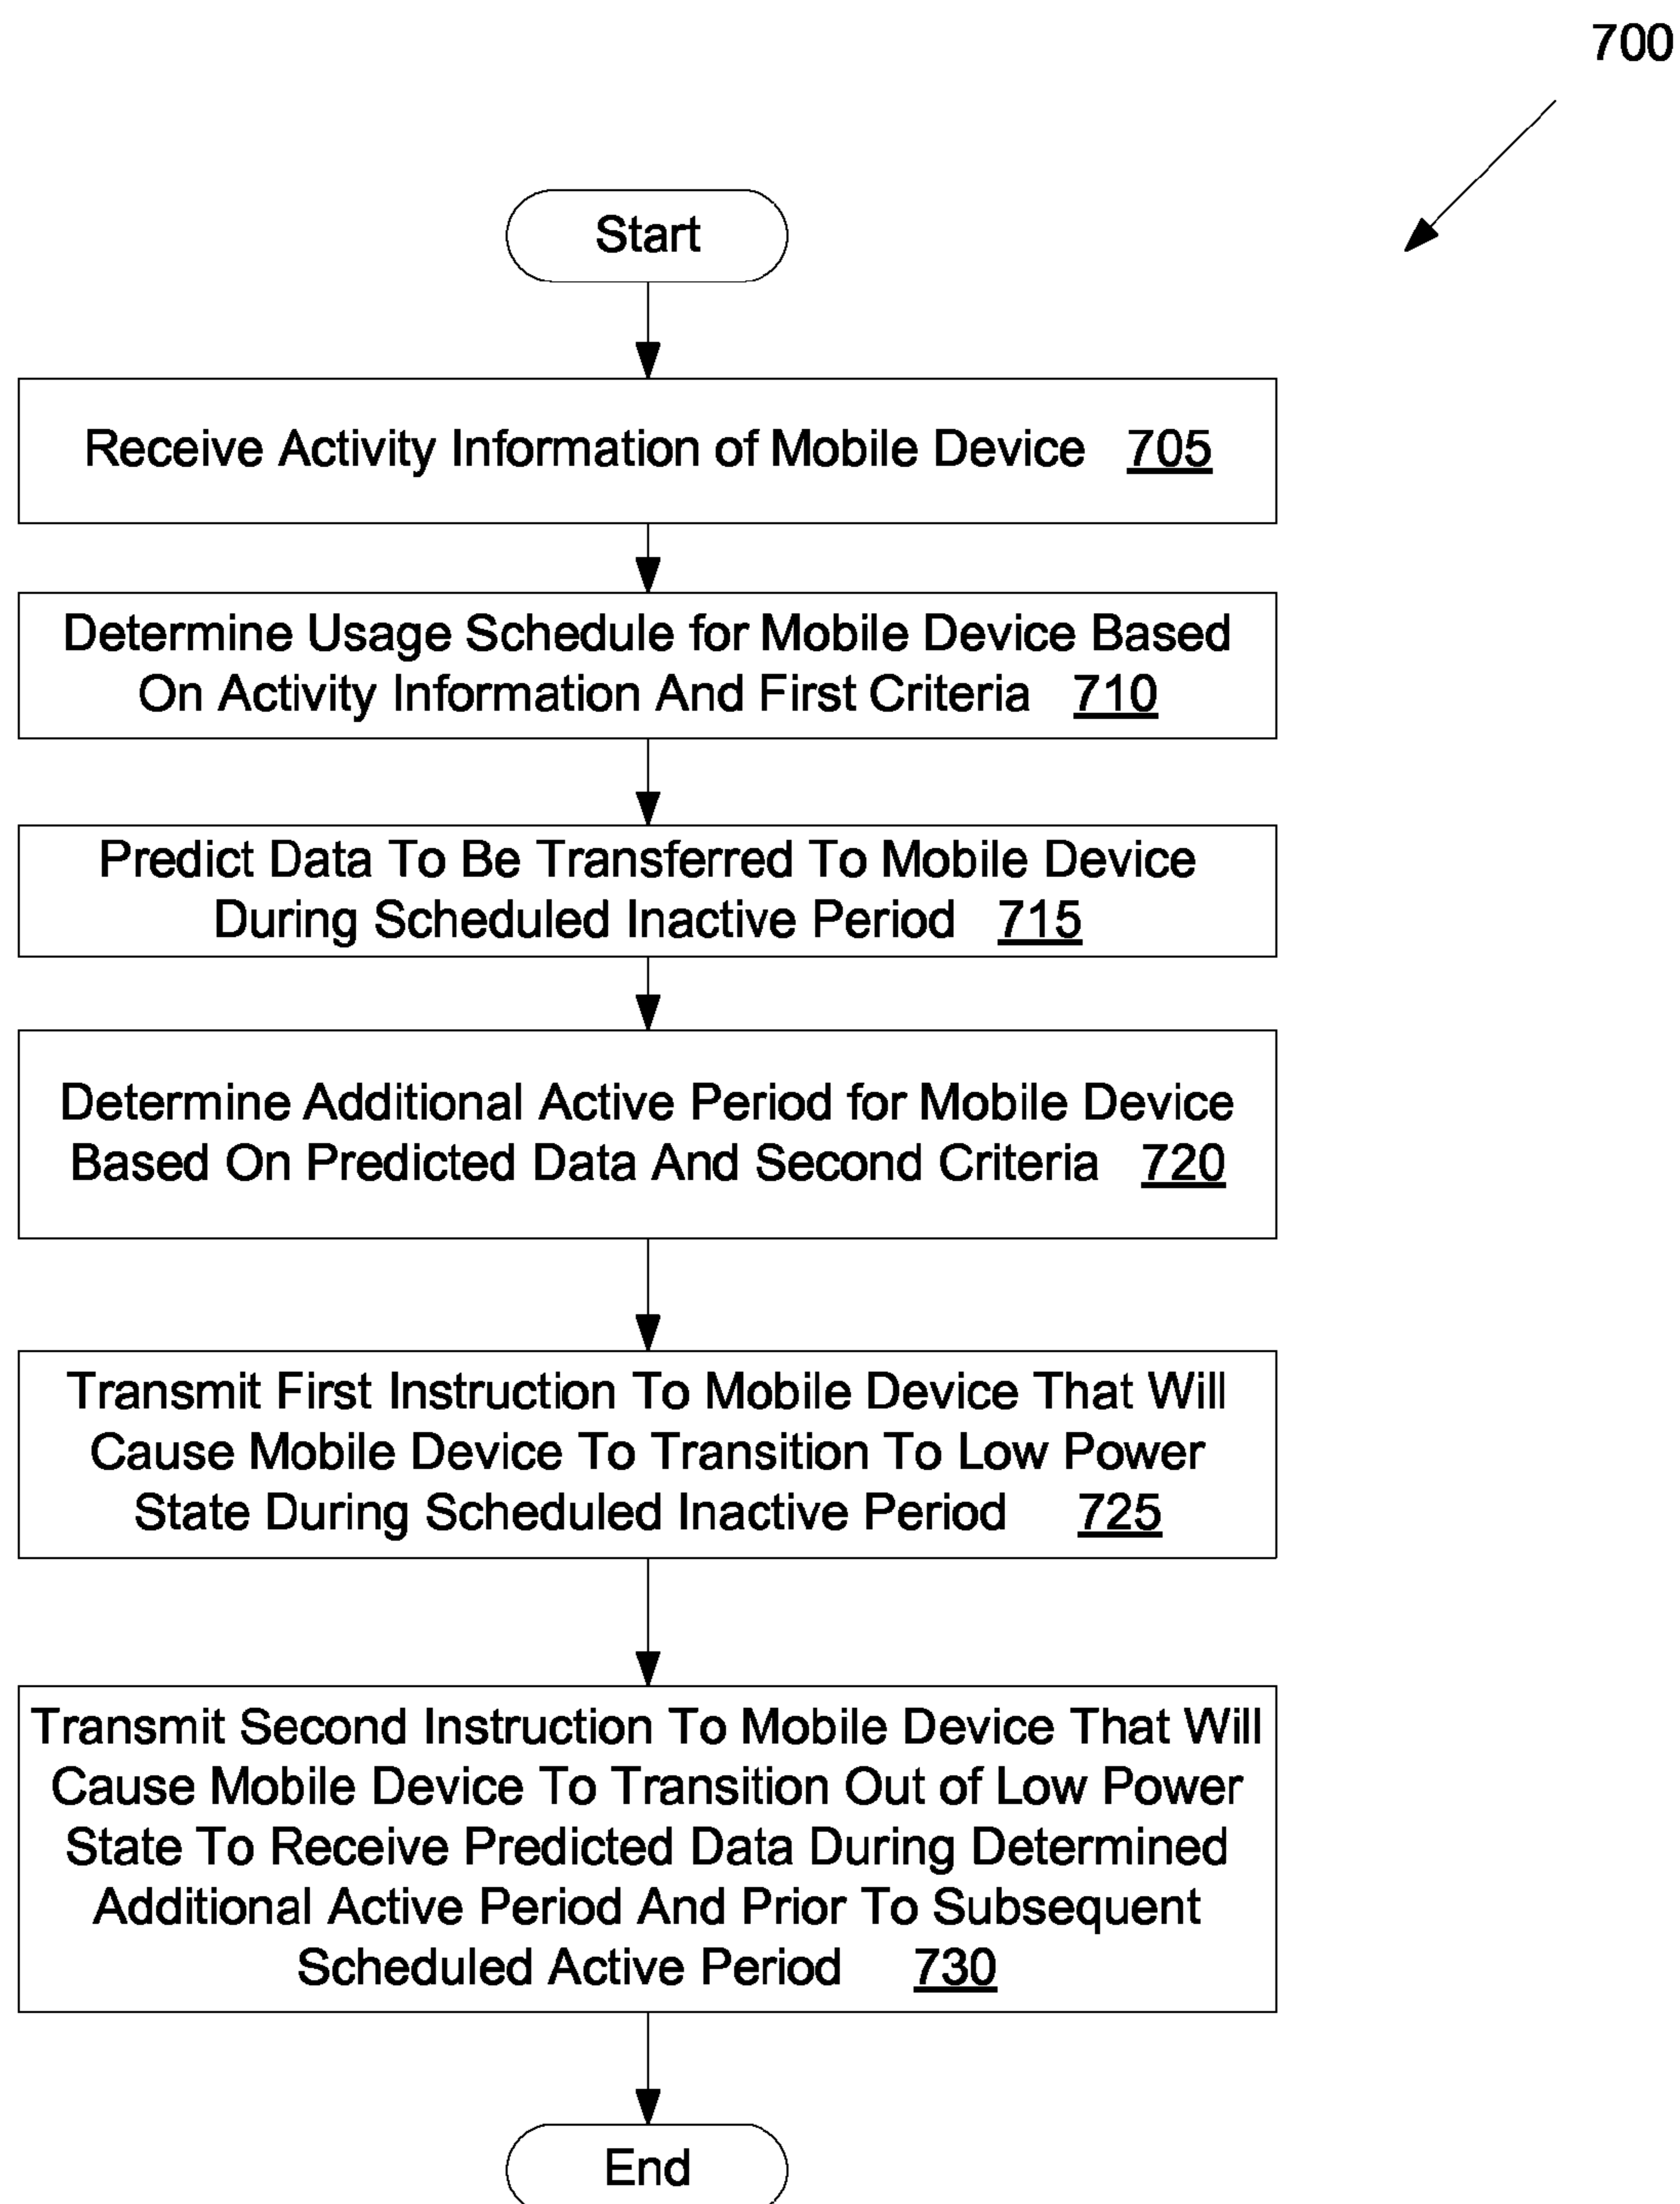 700
Start
Receive Activity Information of Mobile Device 705
Determine Usage Schedule for Mobile Device Based
On Activity Information And First Criteria 710
Predict Data To Be Transferred To Mobile Device
During Scheduled Inactive Period 715
Determine Additional Active Period for Mobile Device
Based On Predicted Data And Second Criteria 720
Transmit First Instruction To Mobile Device That Will
Cause Mobile Device To Transition To Low Power
State During Scheduled Inactive Period 725
Transmit Second Instruction To Mobile Device That Will
Cause Mobile Device To Transition Out of Low Power
State To Receive Predicted Data During Determined
Additional Active Period And Prior To Subsequent
Scheduled Active Period 730
End